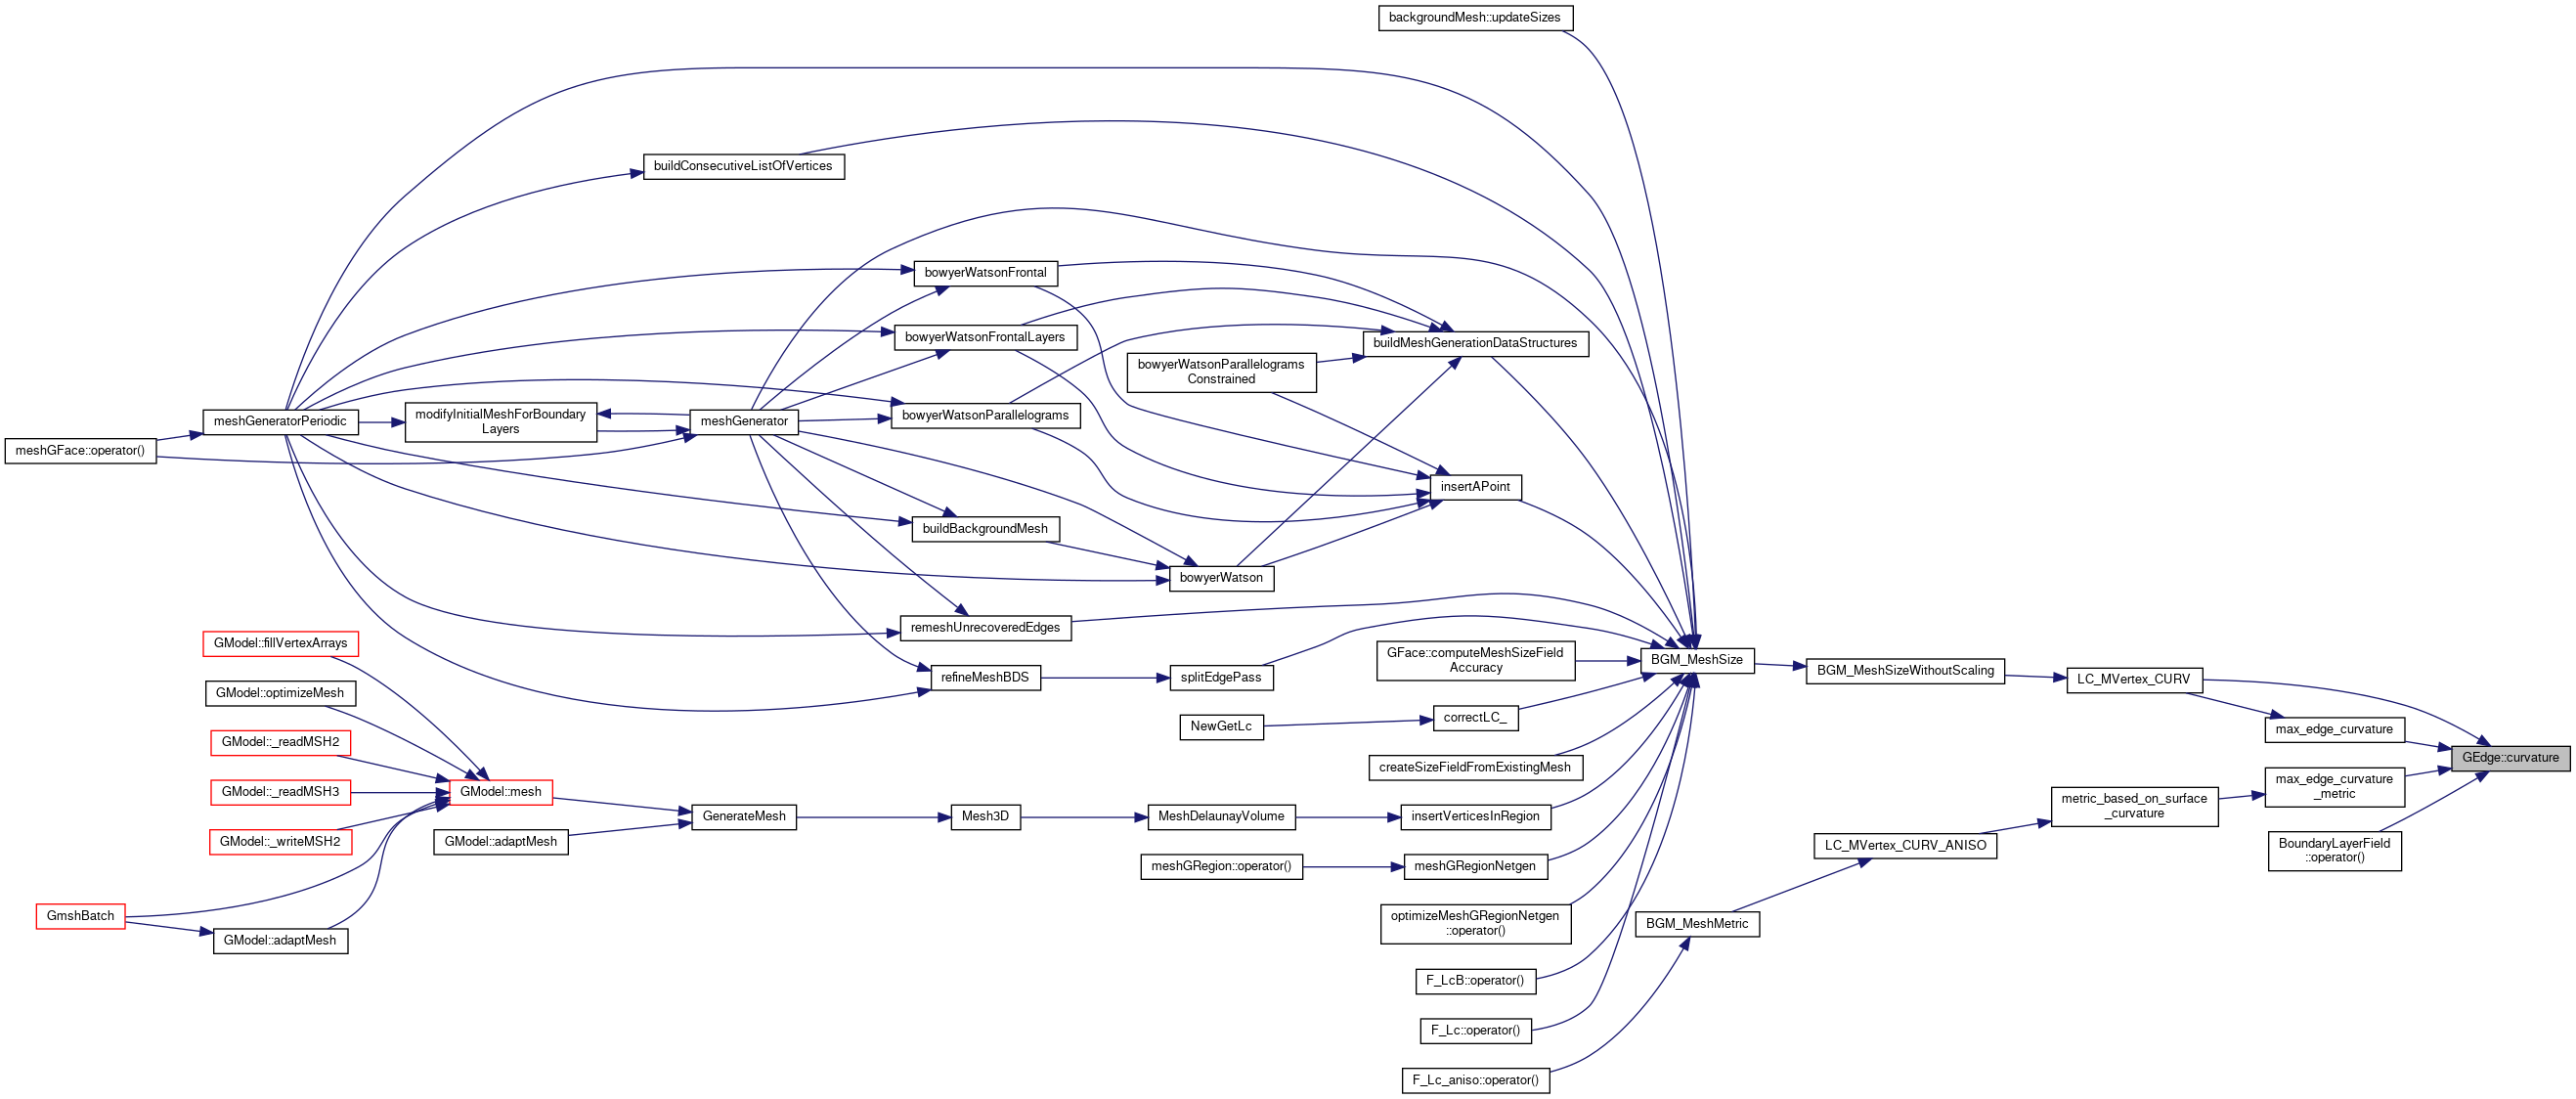 backgroundMesh::updateSizes
buildConsecutiveListOfVertices
bowyerWatsonFrontal
bowyerWatsonFrontalLayers
buildMeshGenerationDataStructures
bowyerWatsonParallelograms
Constrained
meshGeneratorPeriodic
modifyInitialMeshForBoundary
Layers
meshGenerator
bowyerWatsonParallelograms
meshGFace::operator()
insertAPoint
buildBackgroundMesh
bowyerWatson
remeshUnrecoveredEdges
GModel::fillVertexArrays
GFace::computeMeshSizeField
Accuracy
BGM_MeshSize
BGM_MeshSizeWithoutScaling
LC_MVertex_CURV
refineMeshBDS
splitEdgePass
GModel::optimizeMesh
NewGetLc
correctLC_
max_edge_curvature
GModel::_readMSH2
createSizeFieldFromExistingMesh
GEdge::curvature
GModel::_readMSH3
GModel::mesh
max_edge_curvature
_metric
metric_based_on_surface
_curvature
GenerateMesh
Mesh3D
MeshDelaunayVolume
insertVerticesInRegion
GModel::_writeMSH2
GModel::adaptMesh
LC_MVertex_CURV_ANISO
BoundaryLayerField
::operator()
meshGRegion::operator()
meshGRegionNetgen
GmshBatch
optimizeMeshGRegionNetgen
::operator()
BGM_MeshMetric
GModel::adaptMesh
F_LcB::operator()
F_Lc::operator()
F_Lc_aniso::operator()